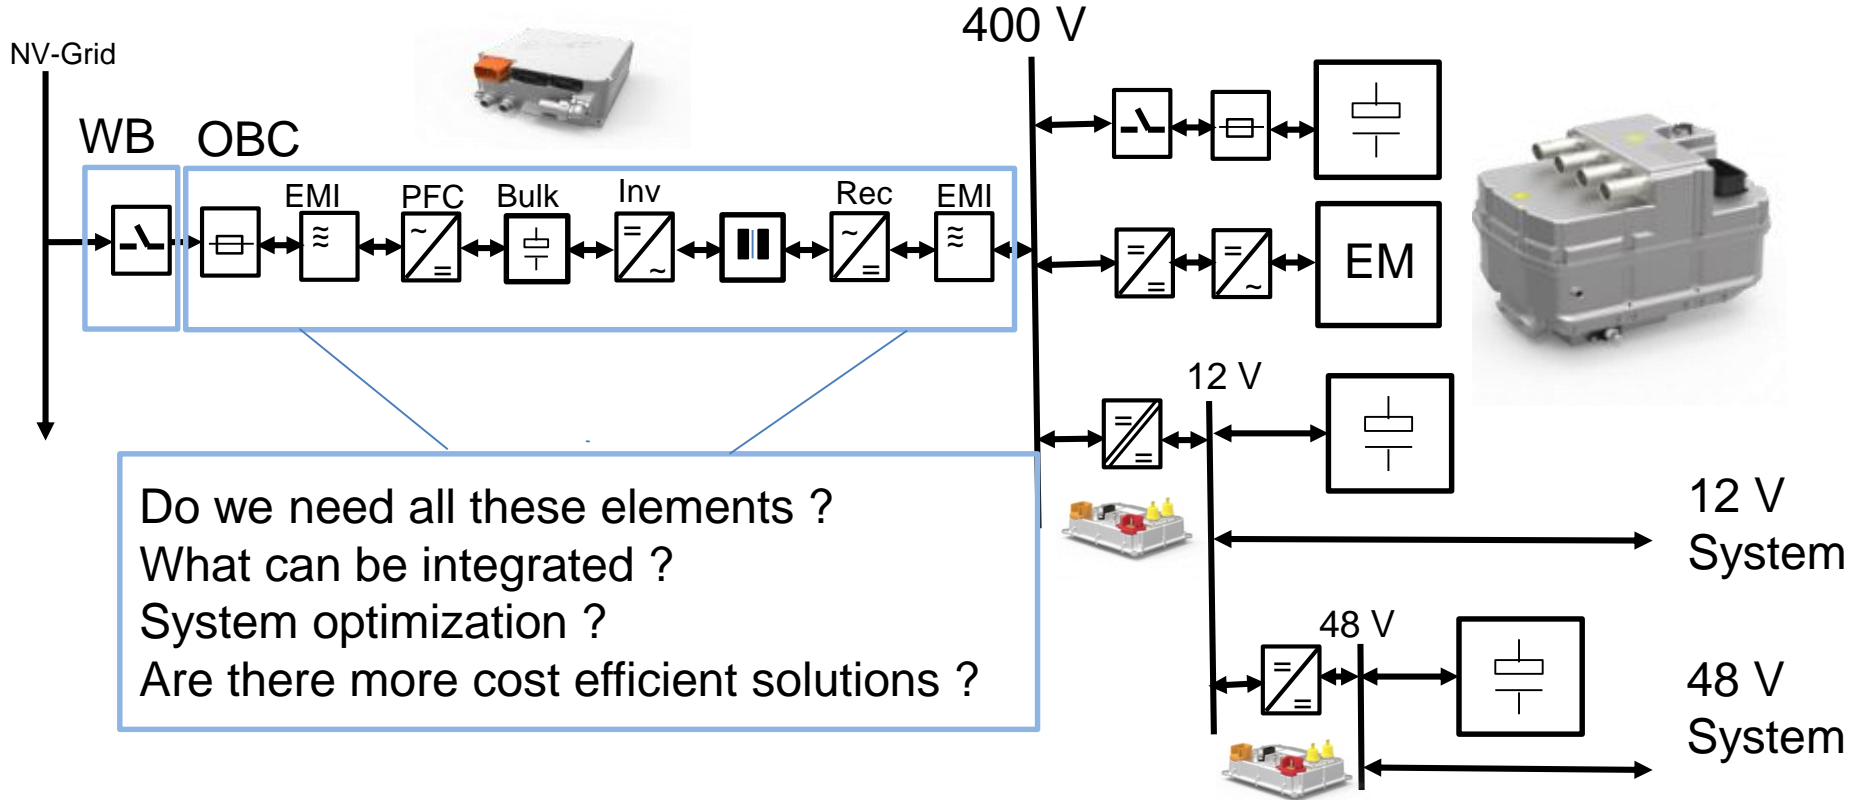 400 V
NV-Grid
WB
OBC
EMI
PFC
Bulk
Inv
Rec
EMI
EM
12 V
Do we need all these elements ?
What can be integrated ?
System optimization ?
Are there more cost efficient solutions ?
12 V
System
48 V
48 V
System